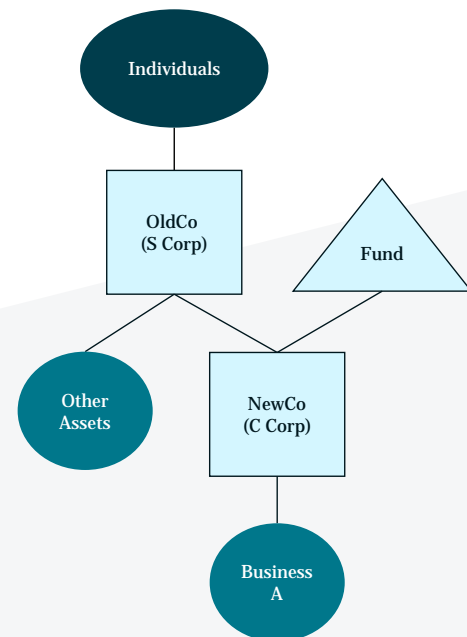 Individuals
OldCo
(S Corp)
Fund
Other
Assets
NewCo
(C Corp)
Business
A